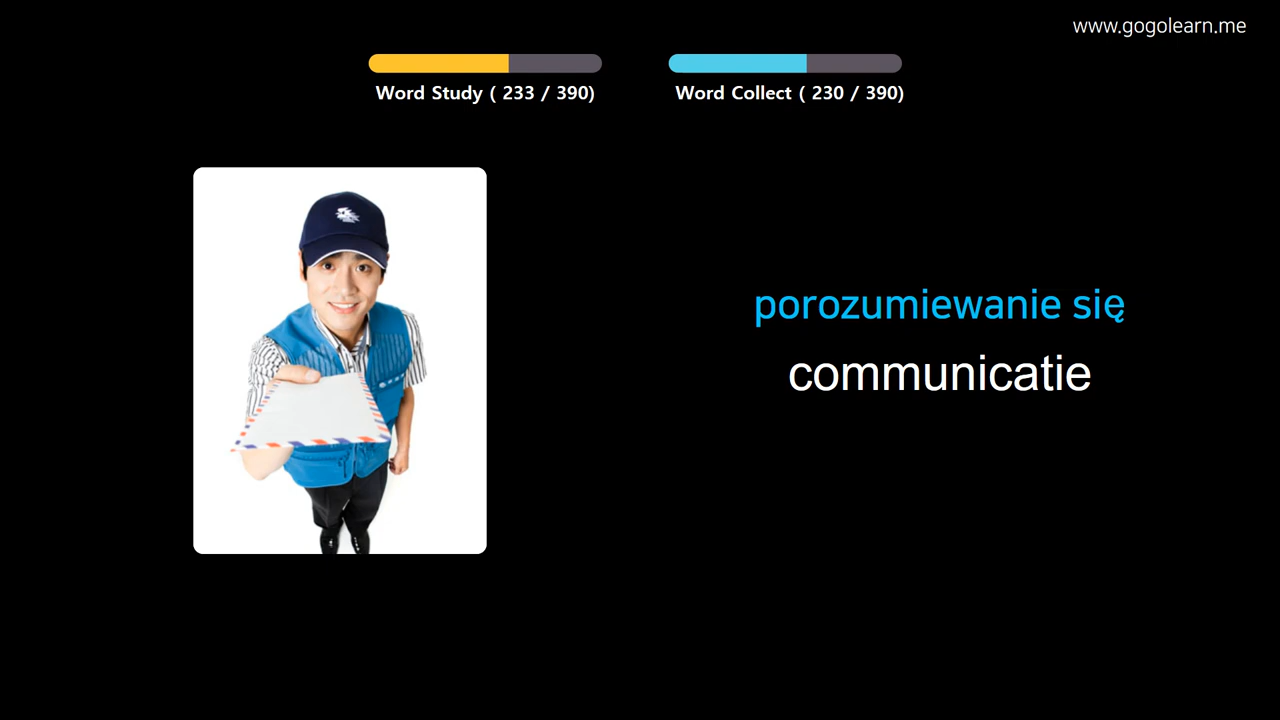 www.gogolearn.me
Word Study ( 233 / 390)
Word Collect ( 230 / 390)
porozumiewanie się
communicatie